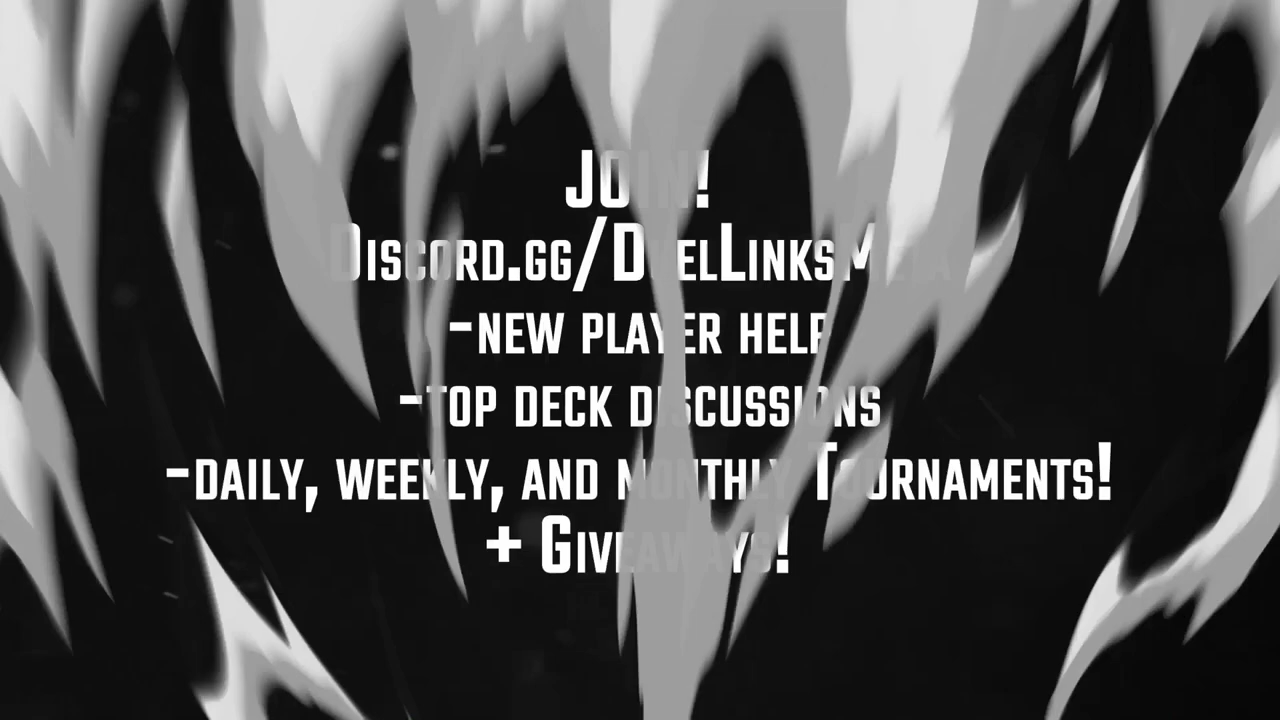 JOIN!
Discord.gg/DuelLinksMeta
-new player help
-top deck discussions
-daily, weekly, and monthly Tournaments!
+ Giveaways!